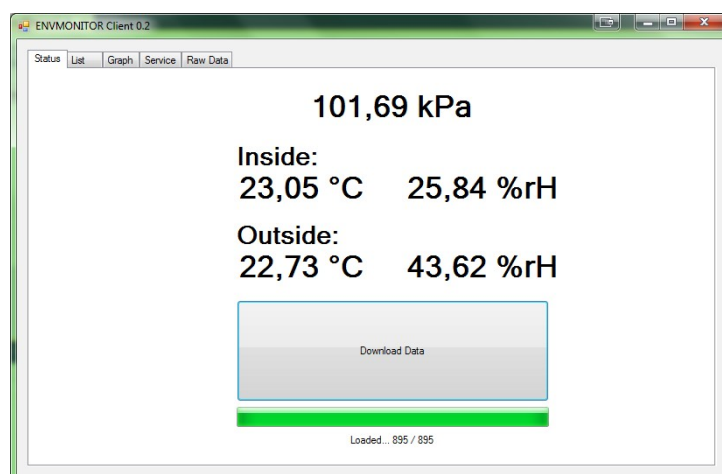 ENVMONITOR Client 0.2
Status List Graph Service Raw Data
101,69 kPa
Inside:
23,05 °C 25,84 %rH
Outside:
22,73 °C 43,62 %rH
Download Data
Loaded... 895 / 895